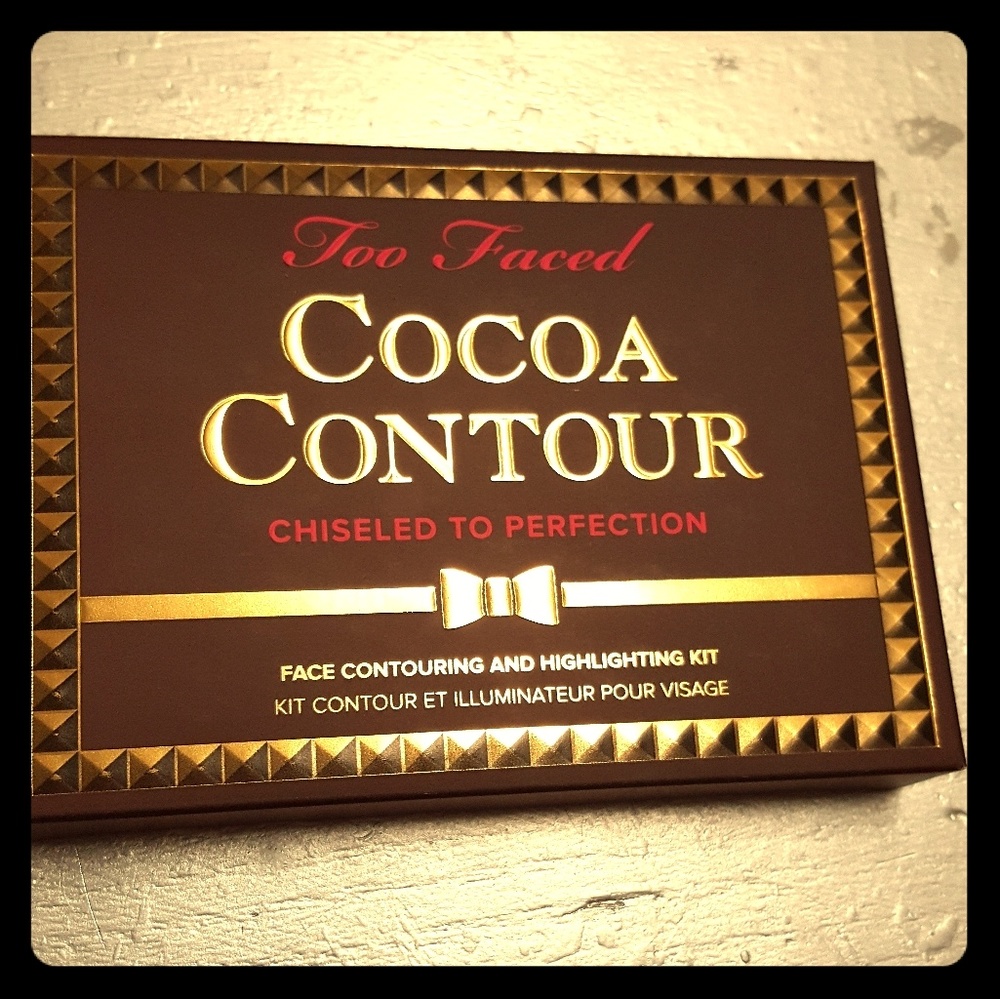 Too Faced
COCOA
CONTOUR
CHISELED TO PERFECTION
FACE CONTOURING AND HIGHLIGHTING KIT
KIT CONTOUR ET ILLUMINATEUR POUR VISAGE